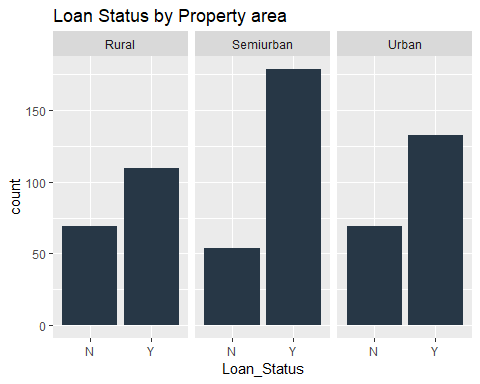 Loan Status by Property area
Rural Semiurban Urban
150
100
50
0
count
N Y N Y N Y
Loan_Status